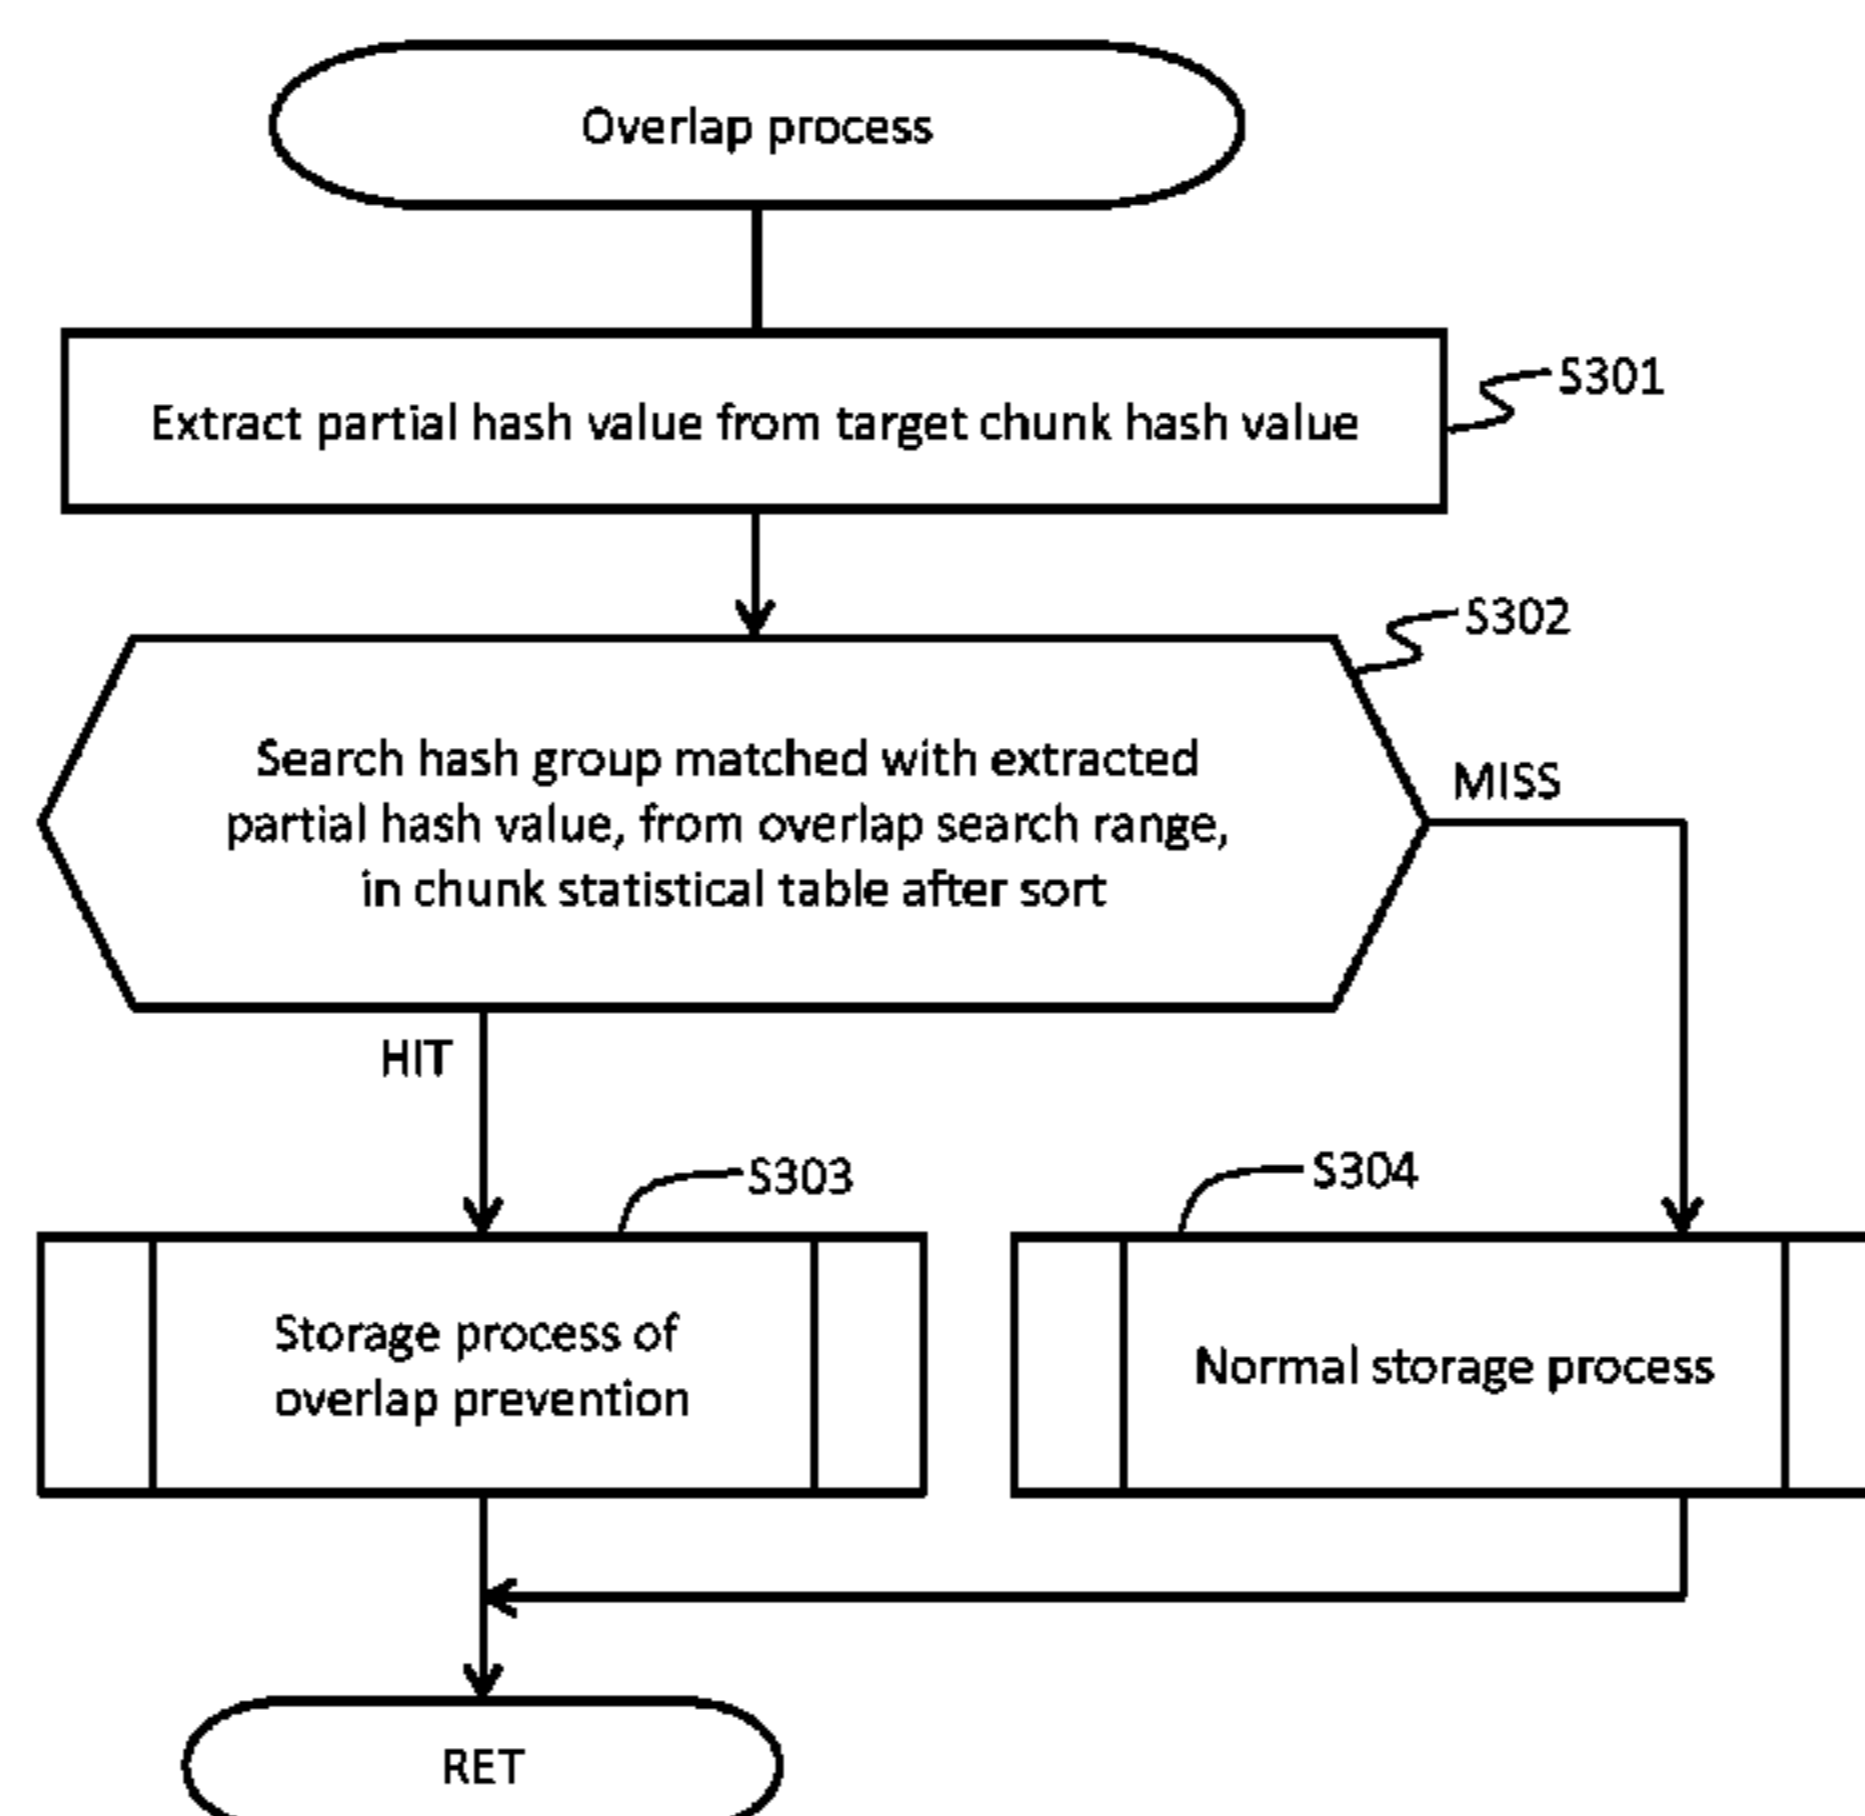 Overlap process
S301
Extract partial hash value from target chunk hash value
S302
Search hash group matched with extracted
partial hash value, from overlap search range,
in chunk statistical table after sort
MISS
HIT
S303
S304
Storage process of
overlap prevention
Normal storage process
RET